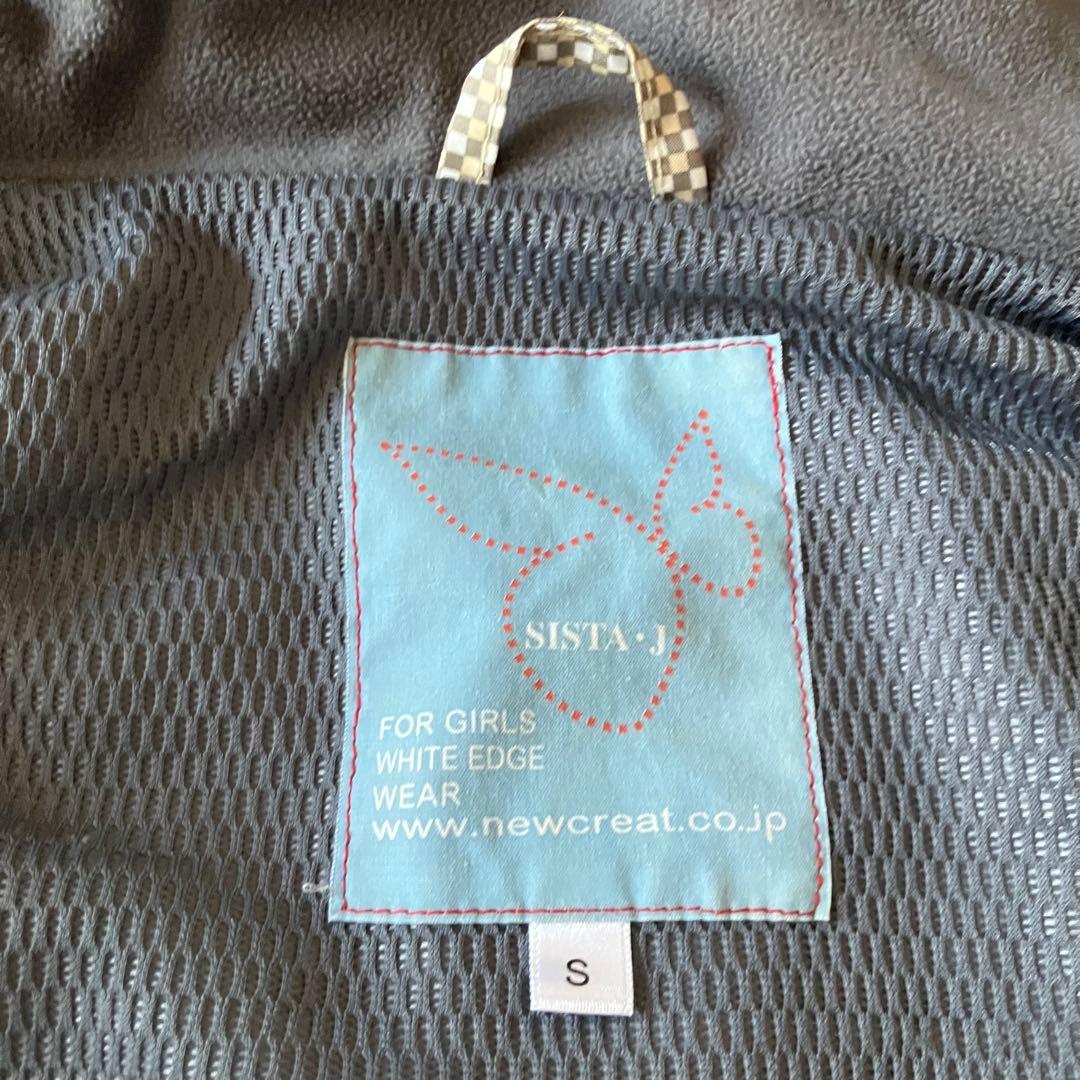 SISTA·J
FOR GIRLS
WHITE EDGE
WEAR
www.newcreat.co.jp
S